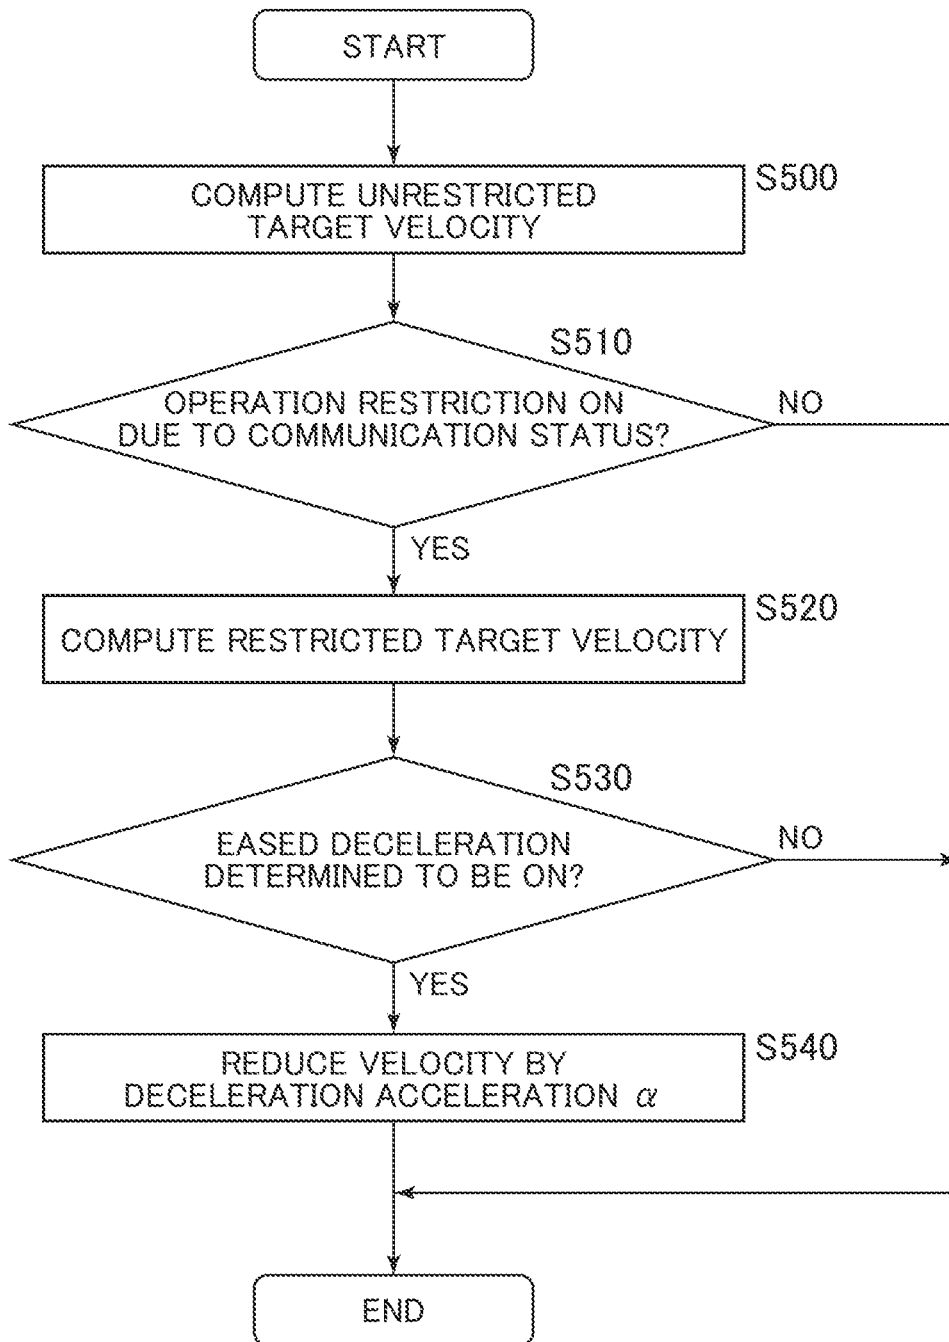 START
COMPUTE UNRESTRICTED
TARGET VELOCITY
S500
S510
OPERATION RESTRICTION ON
DUE TO COMMUNICATION STATUS?
NO
YES
S520
COMPUTE RESTRICTED TARGET VELOCITY
S530
EASED DECELERATION
DETERMINED TO BE ON?
NO
YES
S540
REDUCE VELOCITY BY
DECELERATION ACCELERATION α
END